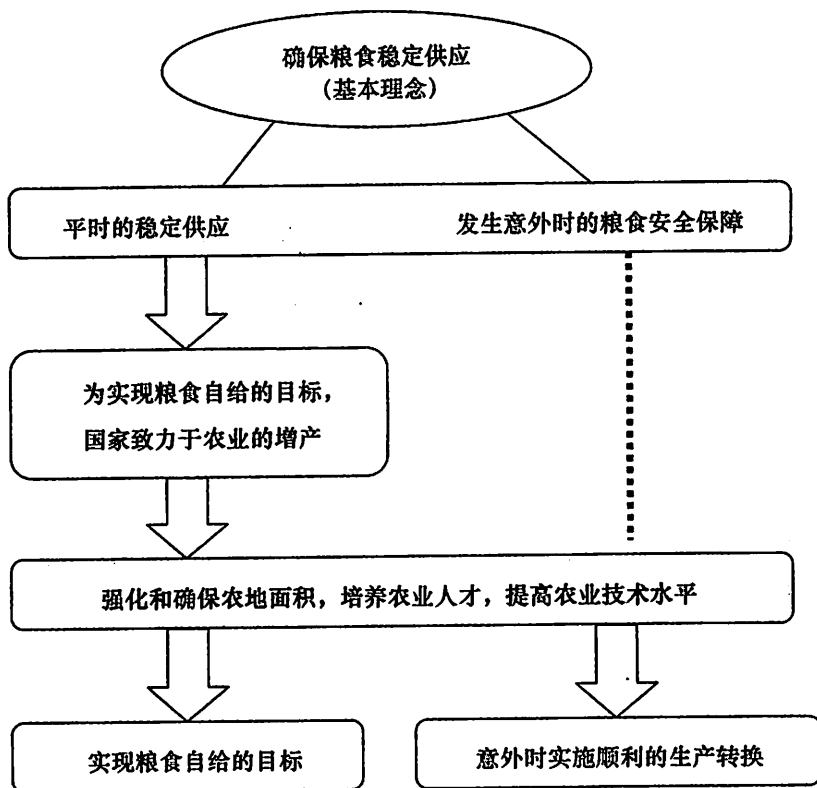 确保粮食稳定供应
(基本理念)
平时的稳定供应
发生意外时的粮食安全保障
为实现粮食自给的目标，
国家致力于农业的增产
强化和确保农地面积，培养农业人才，提高农业技术水平
实现粮食自给的目标
意外时实施顺利的生产转换